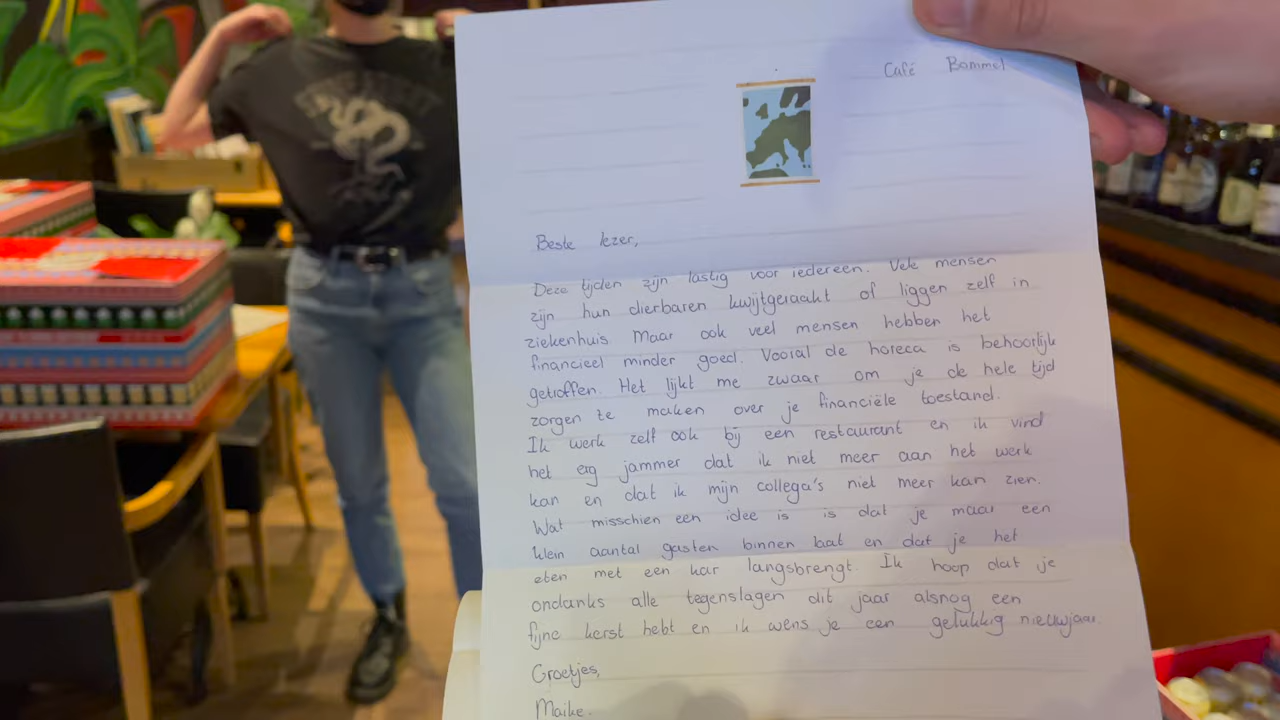 Café Bommel
Beste lezer,
Deze tijden zijn lastig voor iedereen. Vele mensen
zijn hun dierbaren kwijtgeraakt of liggen zelf in
ziekenhuis Maar ook veel mensen hebben het
financieel minder goed. Vooral de horeca is behoorlijk
getroffen. Het lijkt me zwaar om je de hele tijd
zorgen te maken over je financiële toestand.
Ik werk zelf ook bij een restaurant en ik vind
het erg jammer dat ik niet meer aan het werk
kan en dat ik mijn collega's niet meer kan zien.
Wat misschien een idee is is dat je maar een
klein aantal gasten binnen laat en dat je het
eten met een kar langsbrengt. Ik hoop dat je
ondanks alle tegenslagen dit jaar alsnog een
fijne kerst hebt en ik wens je een gelukkig nieuwjaar.
Groetjes,
Maike.